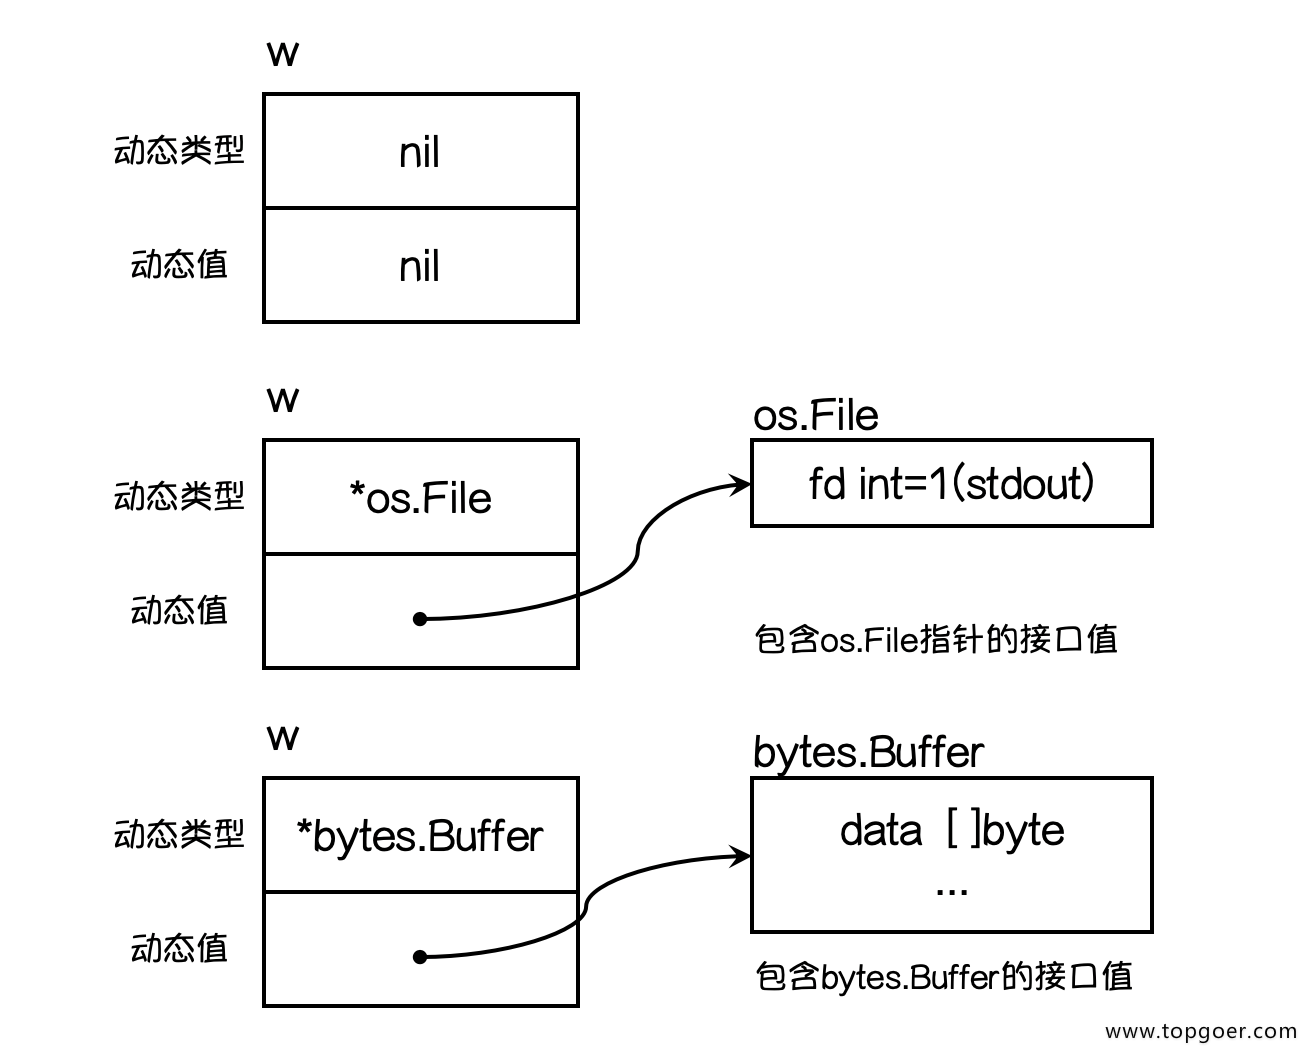 w
动态类型 nil
动态值 nil
w
动态类型 *os.File
动态值
os.File
fd int=1(stdout)
包含os.File指针的接口值
w
动态类型 *bytes.Buffer
动态值
bytes.Buffer
data [ ]byte
...
包含bytes.Buffer的接口值
www.topgoer.com